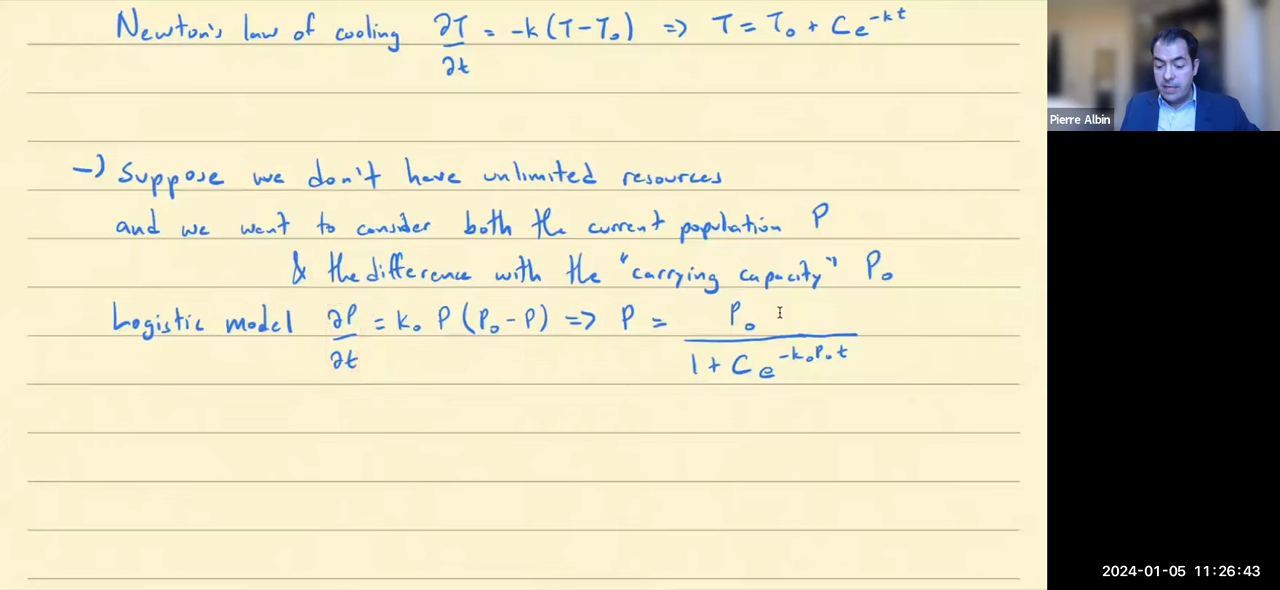 Newton's law of cooling ∂T/∂t = -k(T-T₀) => T = T₀ + Ce^{-kt}
Pierre Albin
→ Suppose we don't have unlimited resources
and we want to consider both the current population P
& the difference with the "carrying capacity" P₀
Logistic model ∂P/∂t = k₀ P (P₀ - P) => P = P₀/(1 + Ce^{-k₀P₀t})
2024-01-05 11:26:43